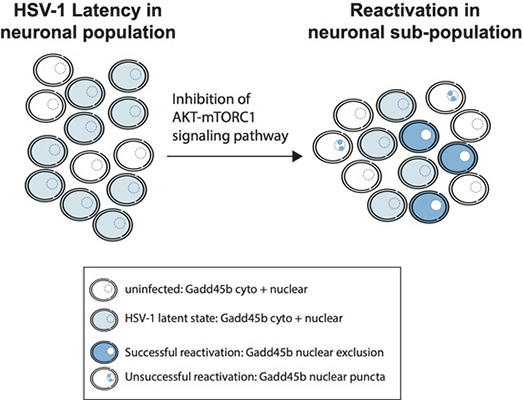 HSV-1 Latency in
neuronal population
Reactivation in
neuronal sub-population
Inhibition of
AKT-mTORC1
signaling pathway
uninfected: Gadd45b cyto + nuclear
HSV-1 latent state: Gadd45b cyto + nuclear
Successful reactivation: Gadd45b nuclear exclusion
Unsuccessful reactivation: Gadd45b nuclear puncta